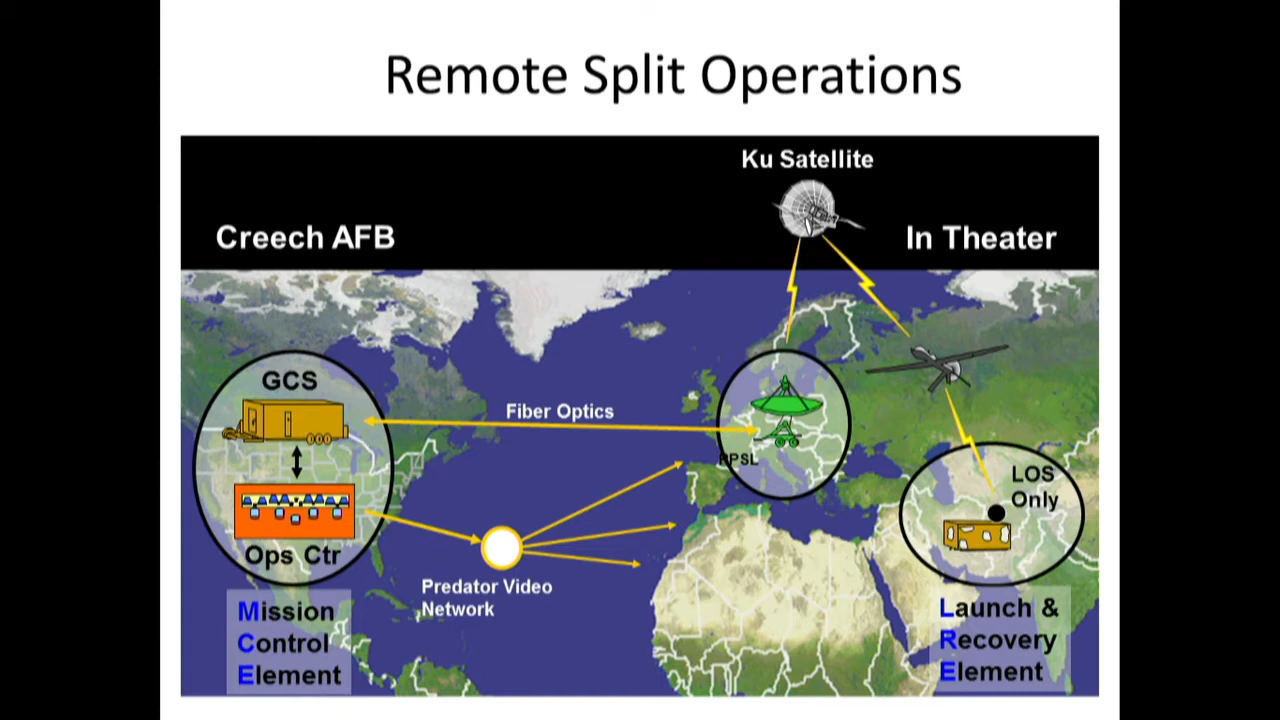 Remote Split Operations
Ku Satellite
Creech AFB
In Theater
GCS
Fiber Optics
PPSL
LOS
Only
Ops Ctr
Predator Video
Network
Mission
Control
Element
Launch &
Recovery
Element